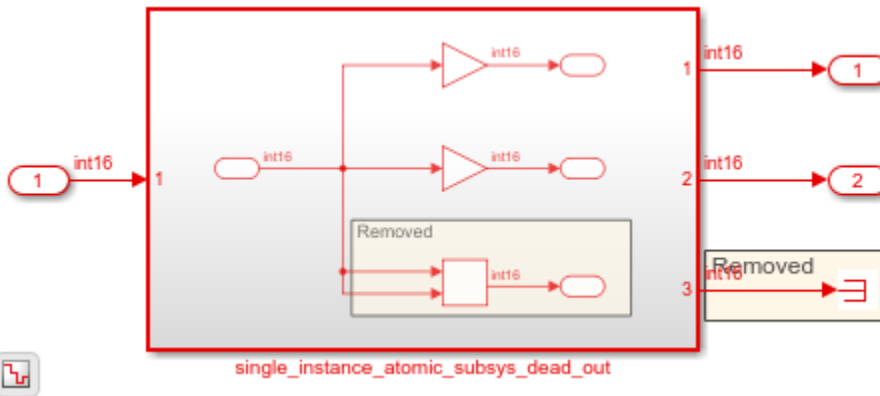 int16
1
int16
1
int16
1
int16
int16
1
int16
2
int16
2
Removed
int16
3
Removed
int16
single_instance_atomic_subsys_dead_out